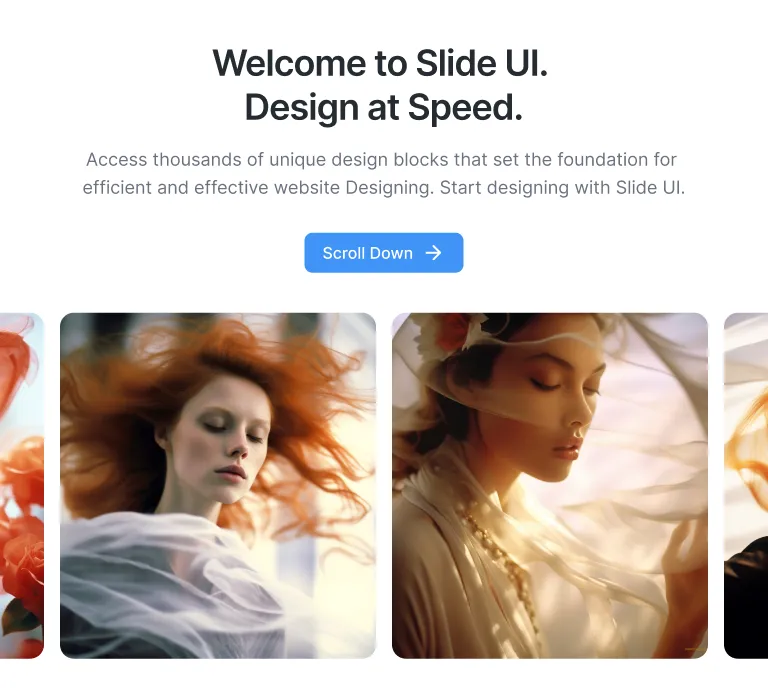 Welcome to Slide UI.
Design at Speed.
Access thousands of unique design blocks that set the foundation for
efficient and effective website Designing. Start designing with Slide UI.
Scroll Down